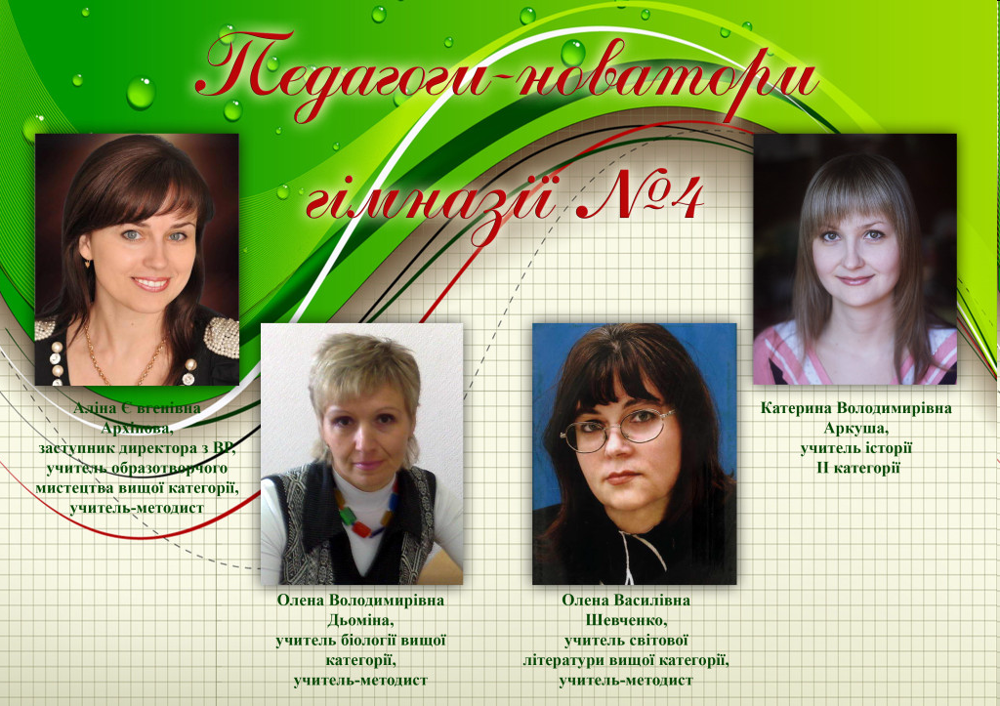 Педагоги-новатори
гімназії №4
Аліна Є вгенівна
Архіпова,
заступник директора з ВР,
учитель образотворчого
мистецтва вищої категорії,
учитель-методист
Олена Володимирівна
Дьоміна,
учитель біології вищої
категорії,
учитель-методист
Олена Василівна
Шевченко,
учитель світової
літератури вищої категорії,
учитель-методист
Катерина Володимирівна
Аркуша,
учитель історії
ІІ категорії